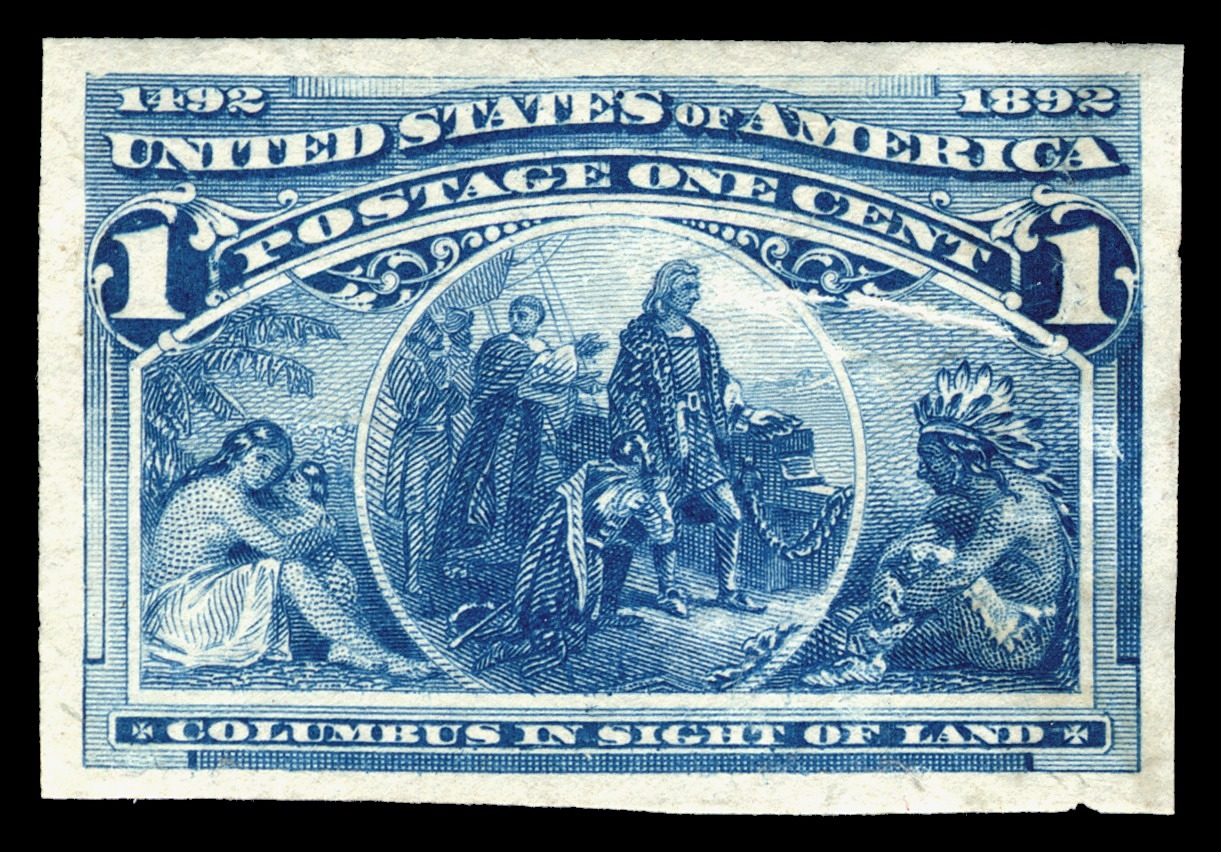 1492 1892
UNITED STATES OF AMERICA
POSTAGE ONE CENT
1 1
COLUMBUS IN SIGHT OF LAND